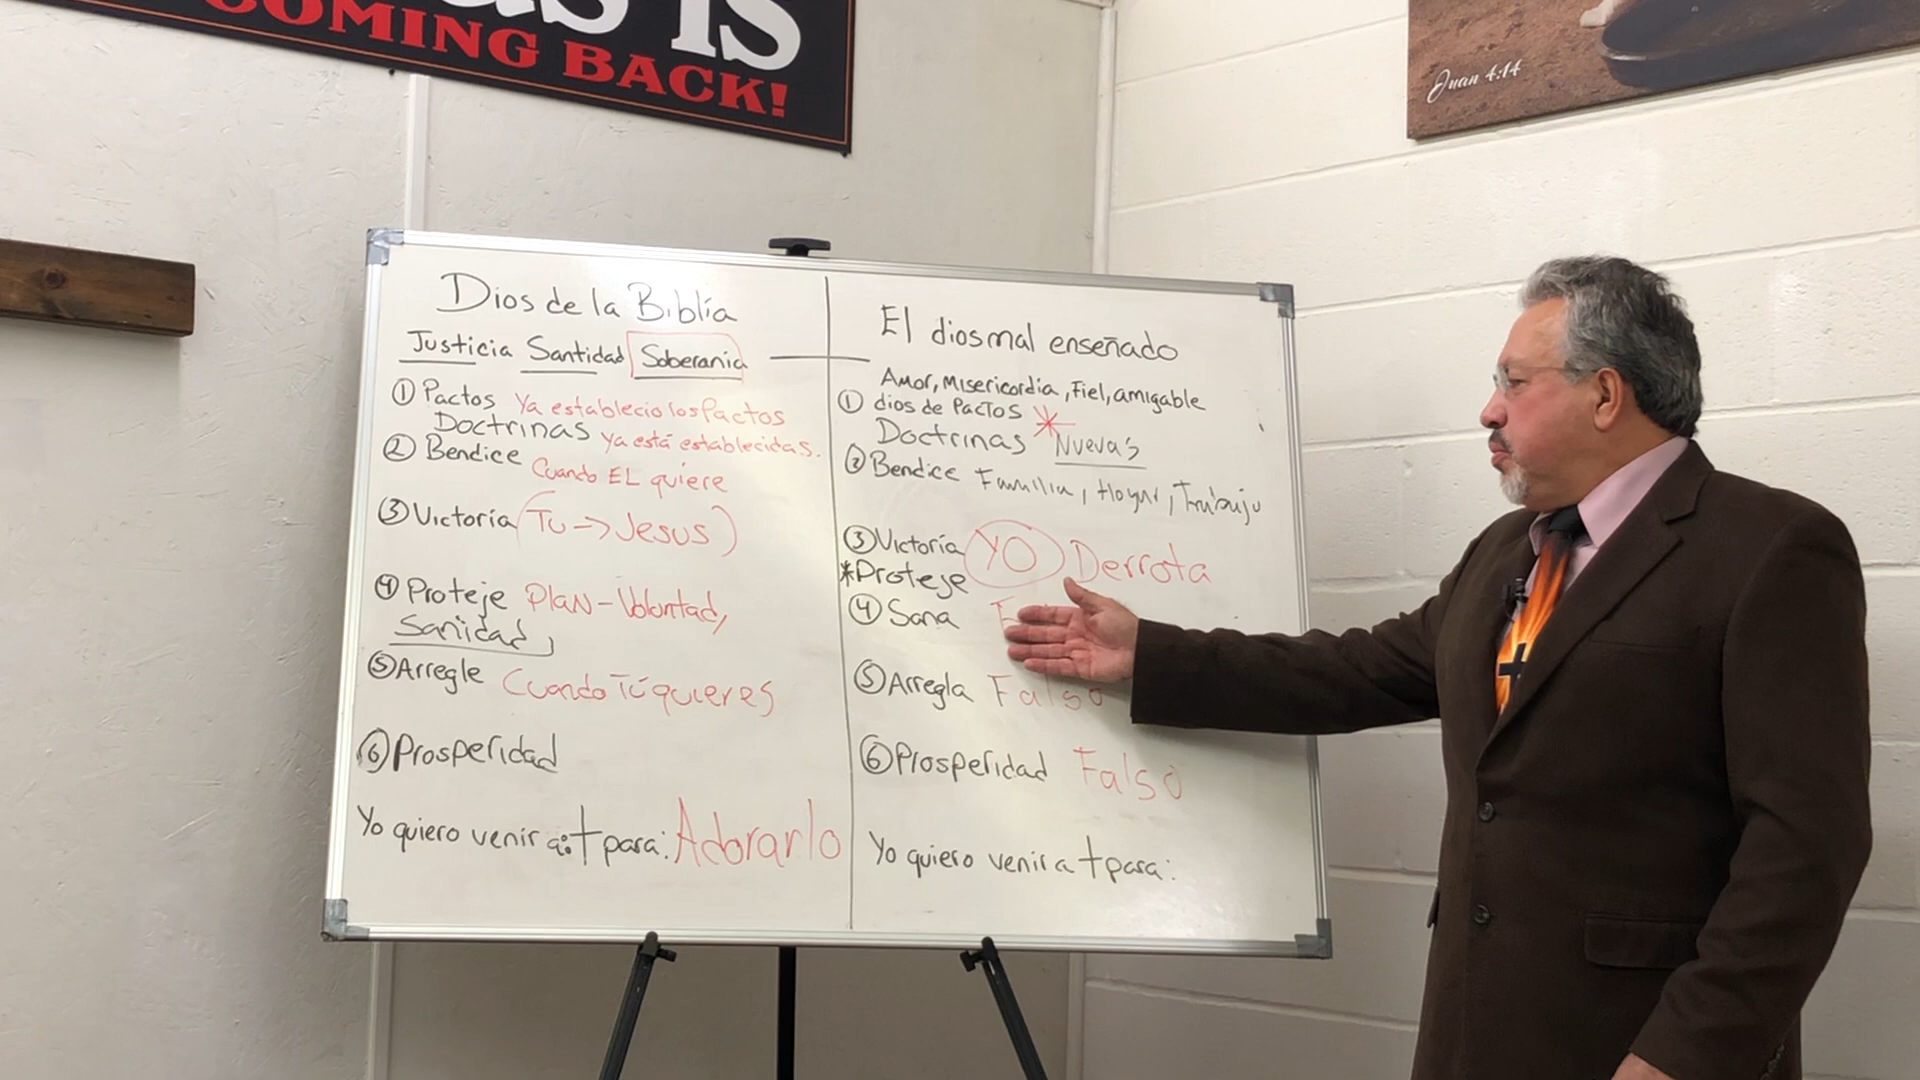 IS
COMING BACK!
Juan 4:14
Dios de la Biblia
Justicia Santidad Soberania
① Pactos Ya establecio los Pactos
Doctrinas ya está establecidas.
② Bendice Cuando EL quiere
③ Victoria (Tu -> Jesus)
④ Proteje PLAN - Voluntad,
Sanidad,
⑤ Arregle Cuando Tú quieres
⑥ Prosperidad
Yo quiero venir a: + para: Adorarlo
El dios mal enseñado
Amor, Misericordia, Fiel, amigable
① dios de Pactos *
Doctrinas Nueva's
② Bendice Familia, Hogar, Trabajo
③ Victoria YO Derrota
*Proteje
④ Sana F
⑤ Arregla Falso
⑥ Prosperidad Falso
Yo quiero venir a + para: